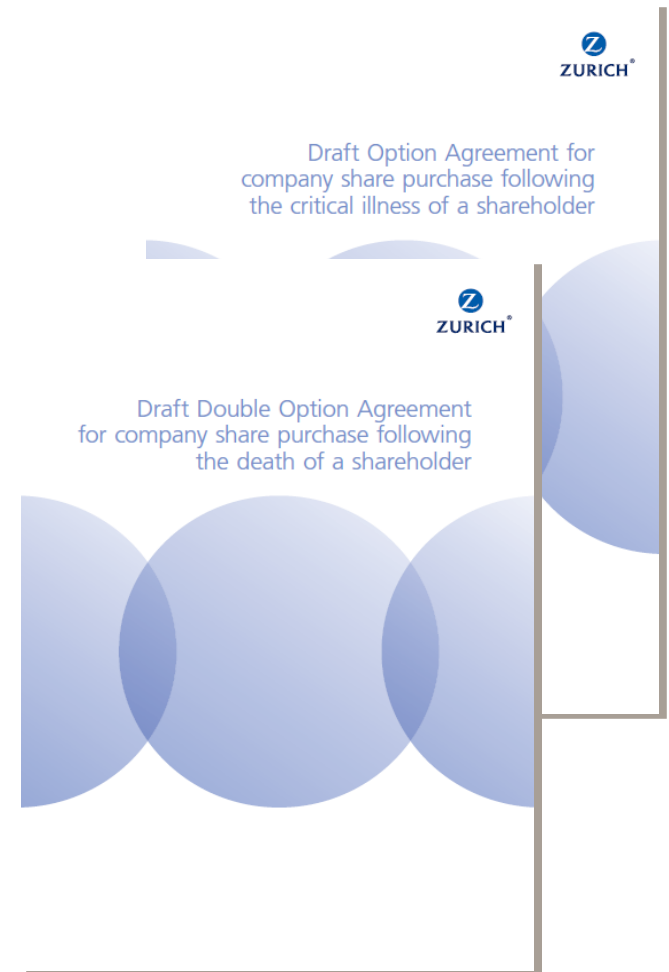 Z
ZURICH®
Draft Option Agreement for
company share purchase following
the critical illness of a shareholder
Z
ZURICH®
Draft Double Option Agreement
for company share purchase following
the death of a shareholder